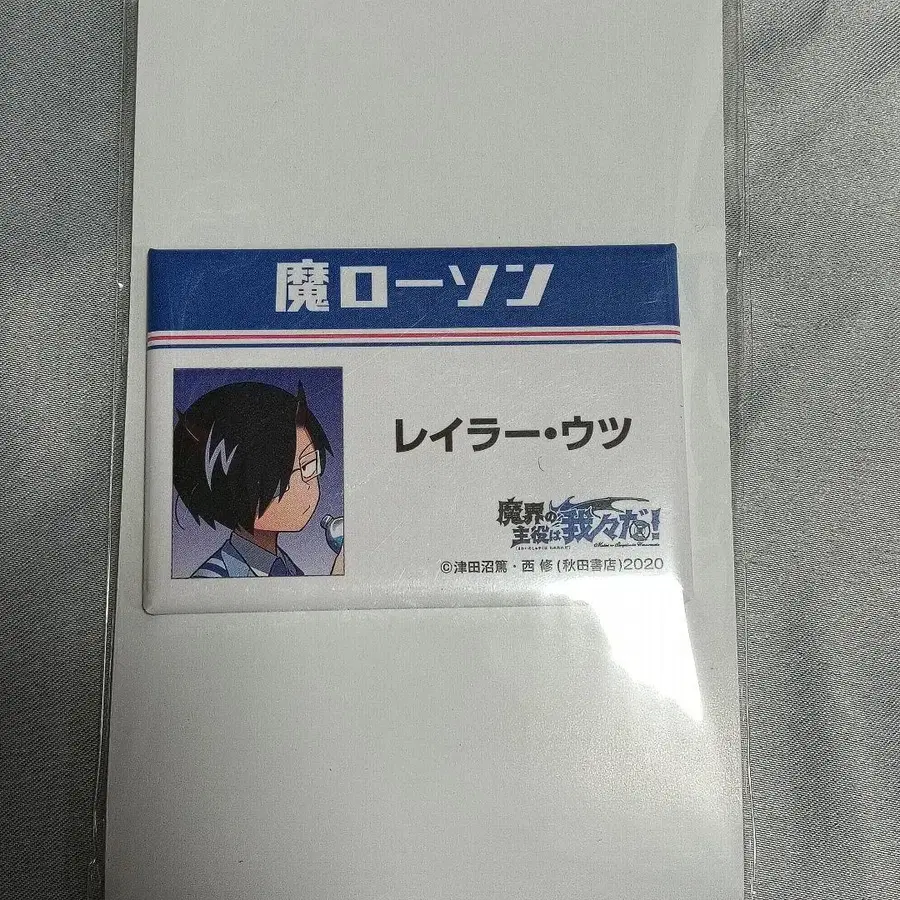 魔ローソン
レイラー・ウツ
魔界の
主役は我々だ!
©津田沼篤・西 修(秋田書店)2020